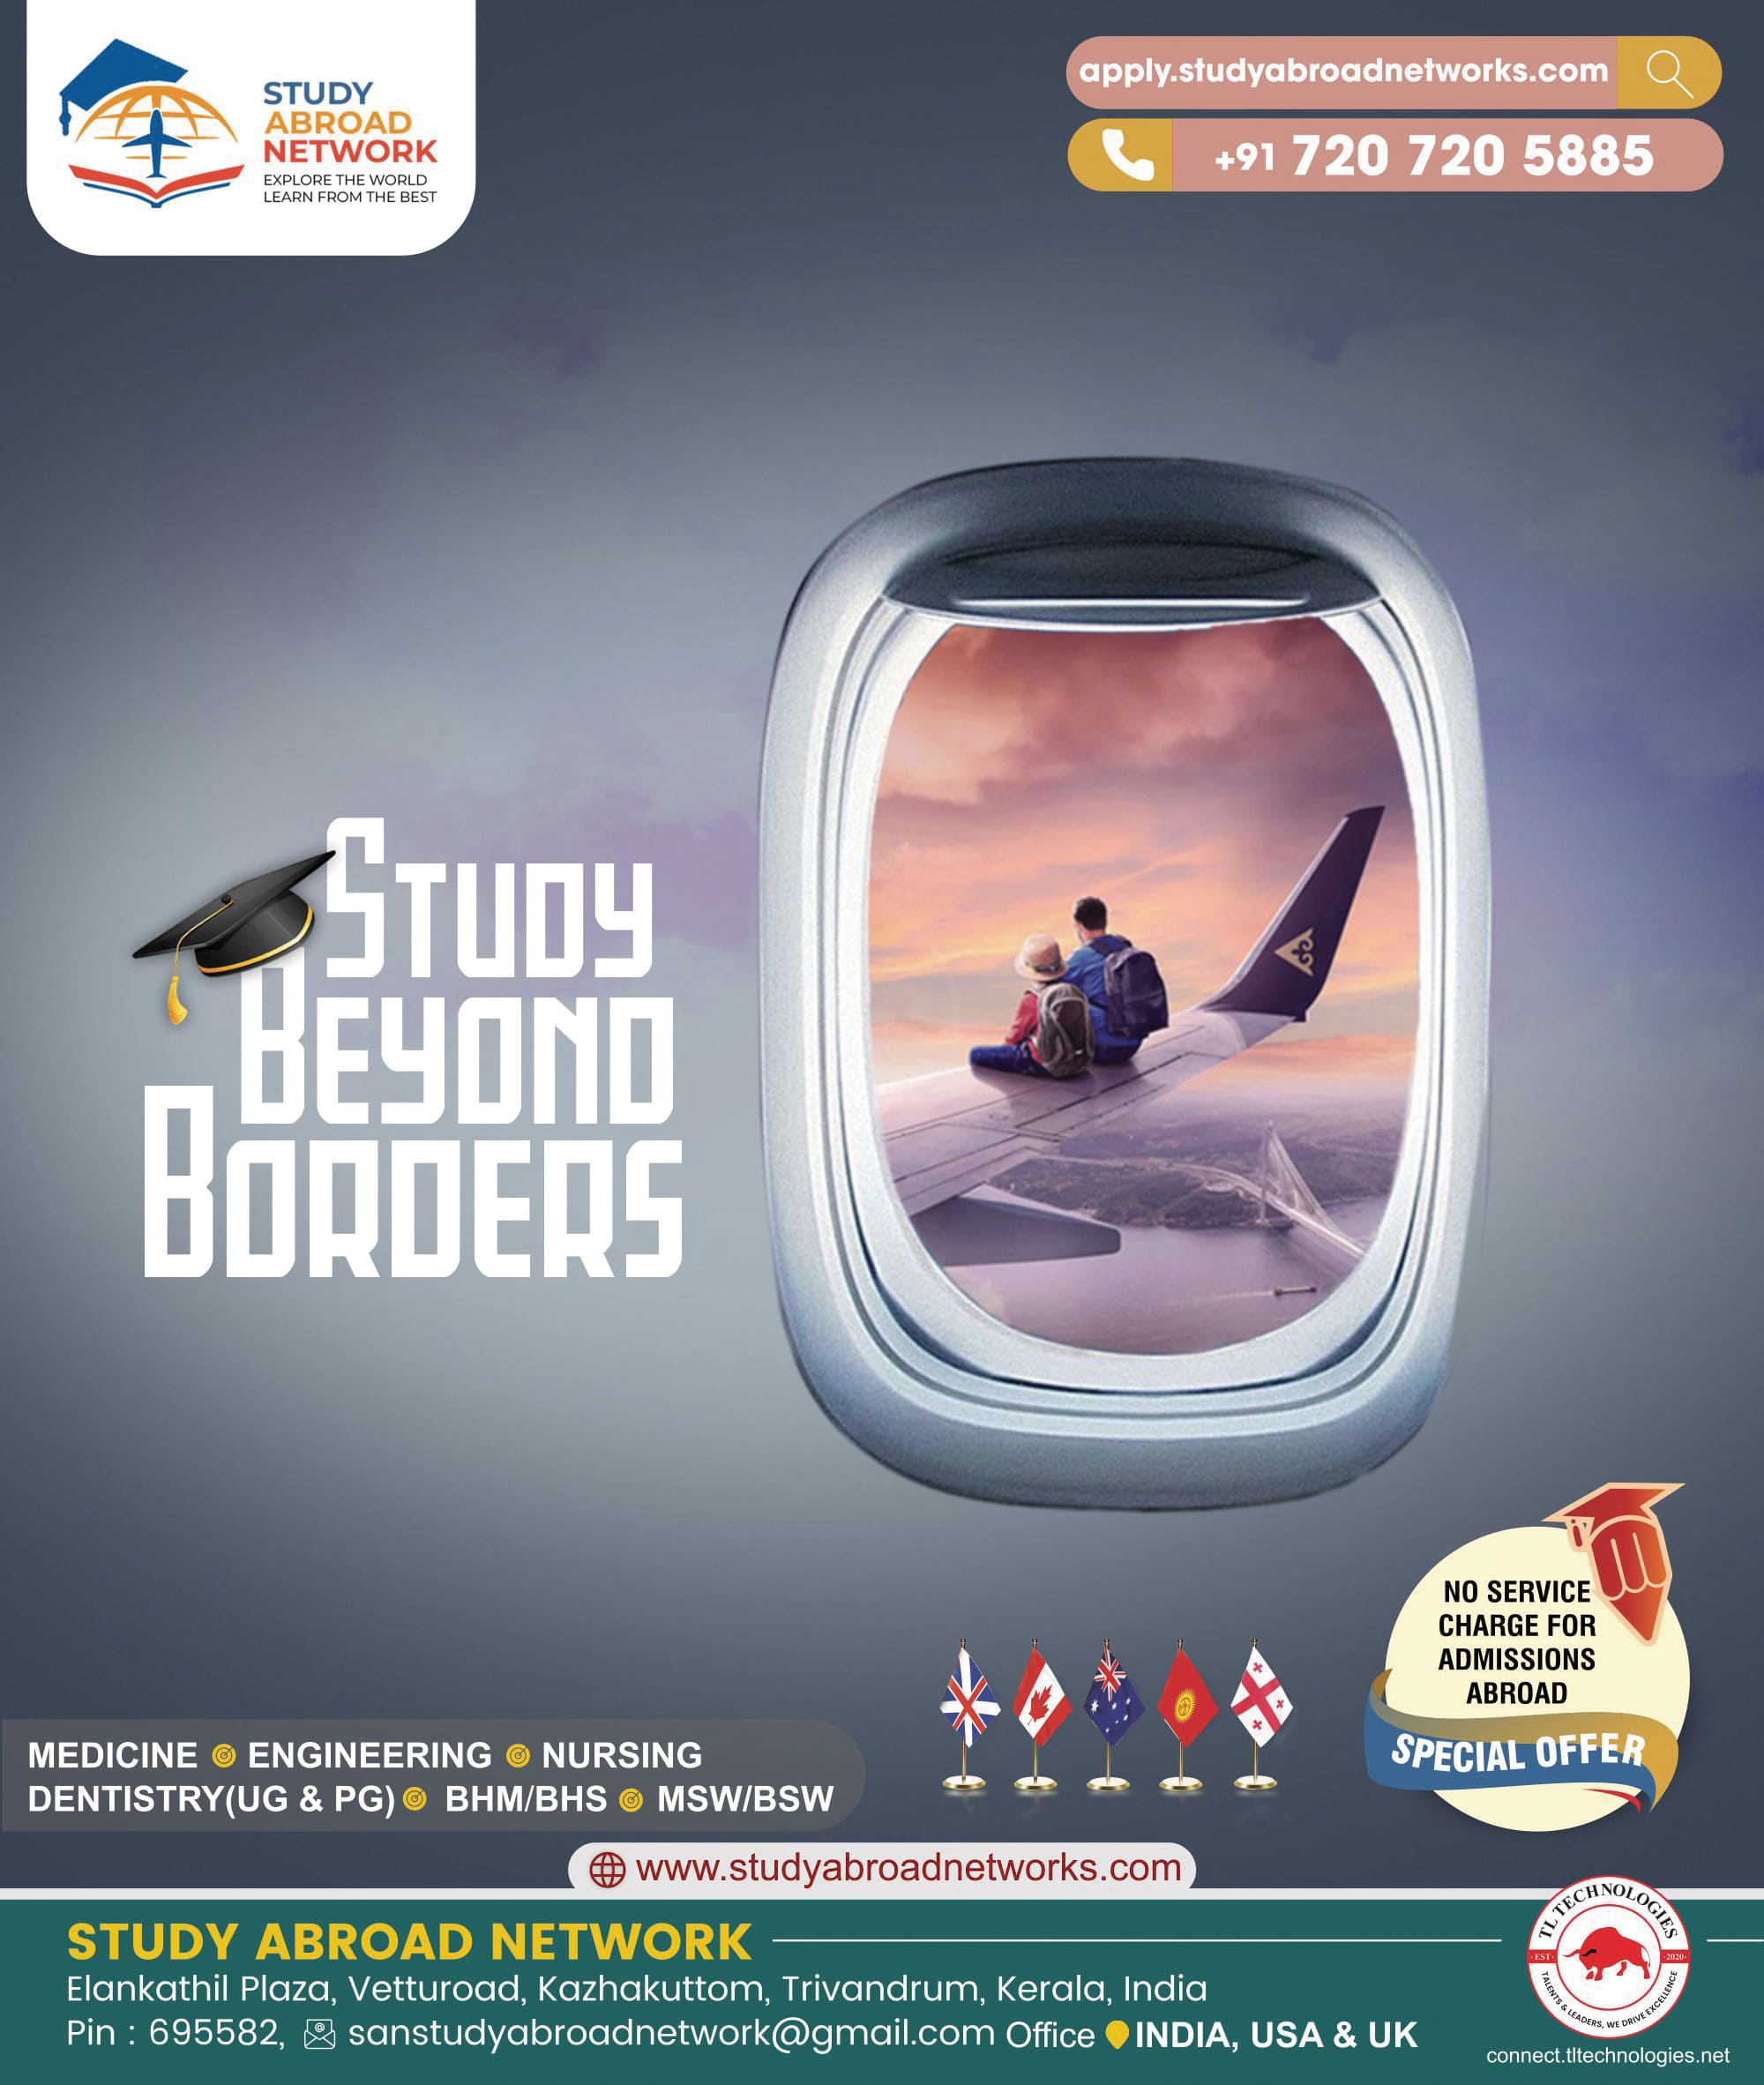 STUDY
ABROAD
NETWORK
EXPLORE THE WORLD
LEARN FROM THE BEST
apply.studyabroadnetworks.com
+91 720 720 5885
STUDY
BEYOND
BORDERS
NO SERVICE
CHARGE FOR
ADMISSIONS
ABROAD
SPECIAL OFFER
MEDICINE ENGINEERING NURSING
DENTISTRY(UG & PG) BHM/BHS MSW/BSW
www.studyabroadnetworks.com
STUDY ABROAD NETWORK
Elankathil Plaza, Vetturoad, Kazhakuttom, Trivandrum, Kerala, India
Pin : 695582, sanstudyabroadnetwork@gmail.com Office INDIA, USA & UK
TL TECHNOLOGIES
·EST· ·2020·
TALENTS & LEADERS, WE DRIVE EXCELLENCE
connect.tltechnologies.net